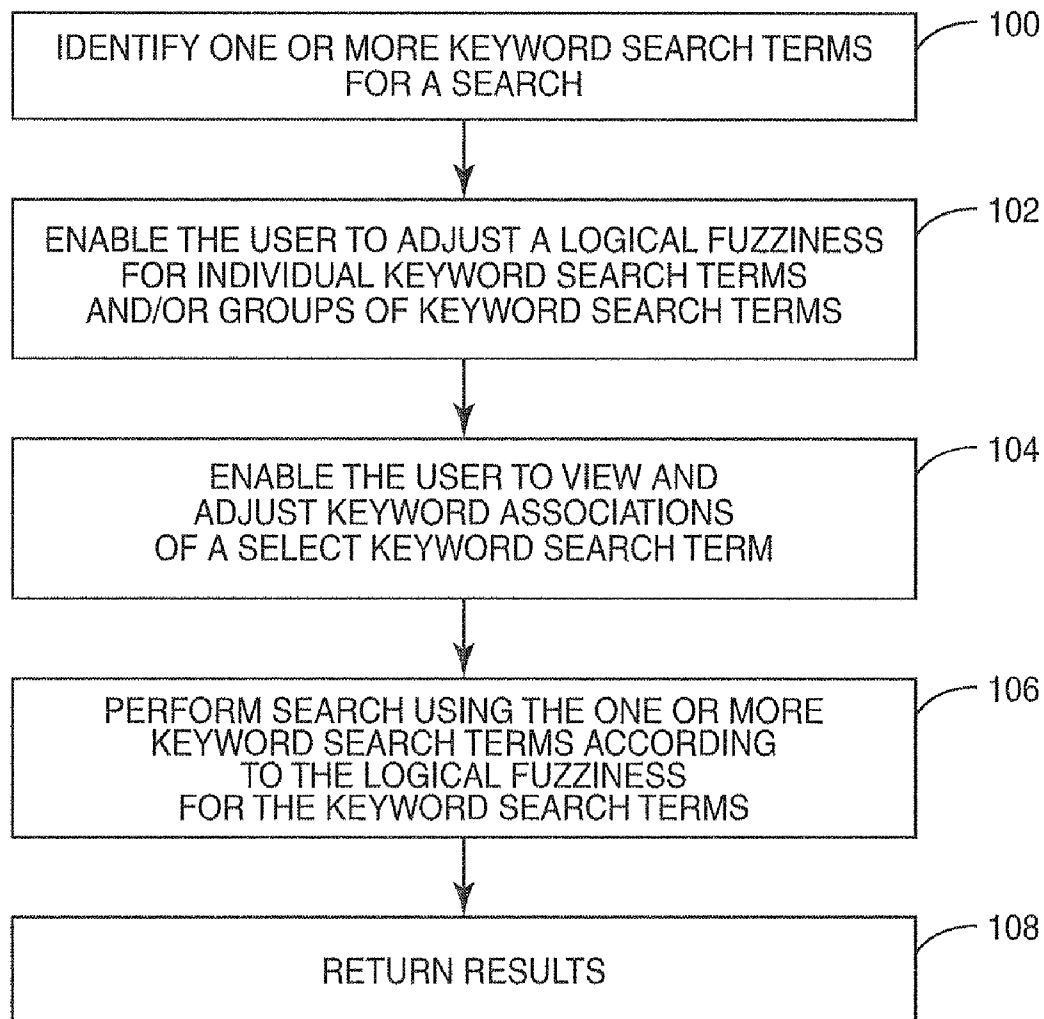 100
IDENTIFY ONE OR MORE KEYWORD SEARCH TERMS
FOR A SEARCH
102
ENABLE THE USER TO ADJUST A LOGICAL FUZZINESS
FOR INDIVIDUAL KEYWORD SEARCH TERMS
AND/OR GROUPS OF KEYWORD SEARCH TERMS
104
ENABLE THE USER TO VIEW AND
ADJUST KEYWORD ASSOCIATIONS
OF A SELECT KEYWORD SEARCH TERM
106
PERFORM SEARCH USING THE ONE OR MORE
KEYWORD SEARCH TERMS ACCORDING
TO THE LOGICAL FUZZINESS
FOR THE KEYWORD SEARCH TERMS
108
RETURN RESULTS